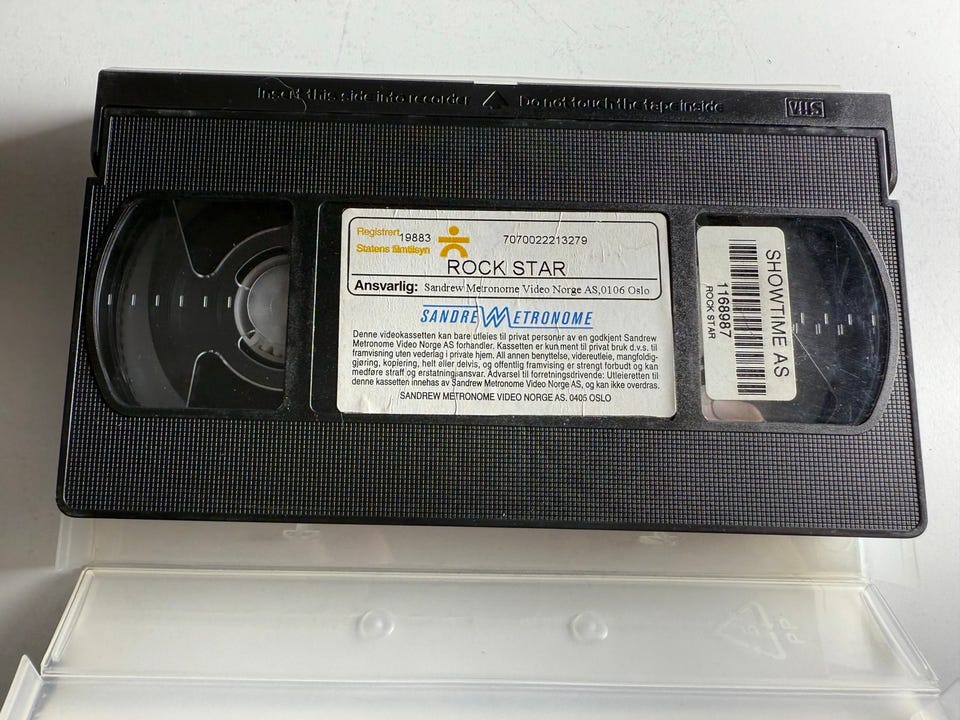 Insert this side into recorder Do not touch the tape inside VHS
Registrert 19883 7070022213279
Statens filmtilsyn
ROCK STAR
Ansvarlig: Sandrew Metronome Video Norge AS,0106 Oslo
SANDREW METRONOME
Denne videokassetten kan bare utleies til privat personer av en godkjent Sandrew
Metronome Video Norge AS forhandler. Kassetten er kun ment til privat bruk d.v.s. til
framvisning uten vederlag i private hjem. All annen benyttelse, videreutleie, mangfoldig-
gjøring, kopiering, helt eller delvis, og offentlig framvisning er strengt forbudt og kan
medføre straff og erstatningsansvar. Advarsel til forretningsdrivende: Utleieretten til
denne kassetten innehas av Sandrew Metronome Video Norge AS, og kan ikke overdras.
SANDREW METRONOME VIDEO NORGE AS. 0405 OSLO
SHOWTIME AS
1168987
ROCK STAR
PP